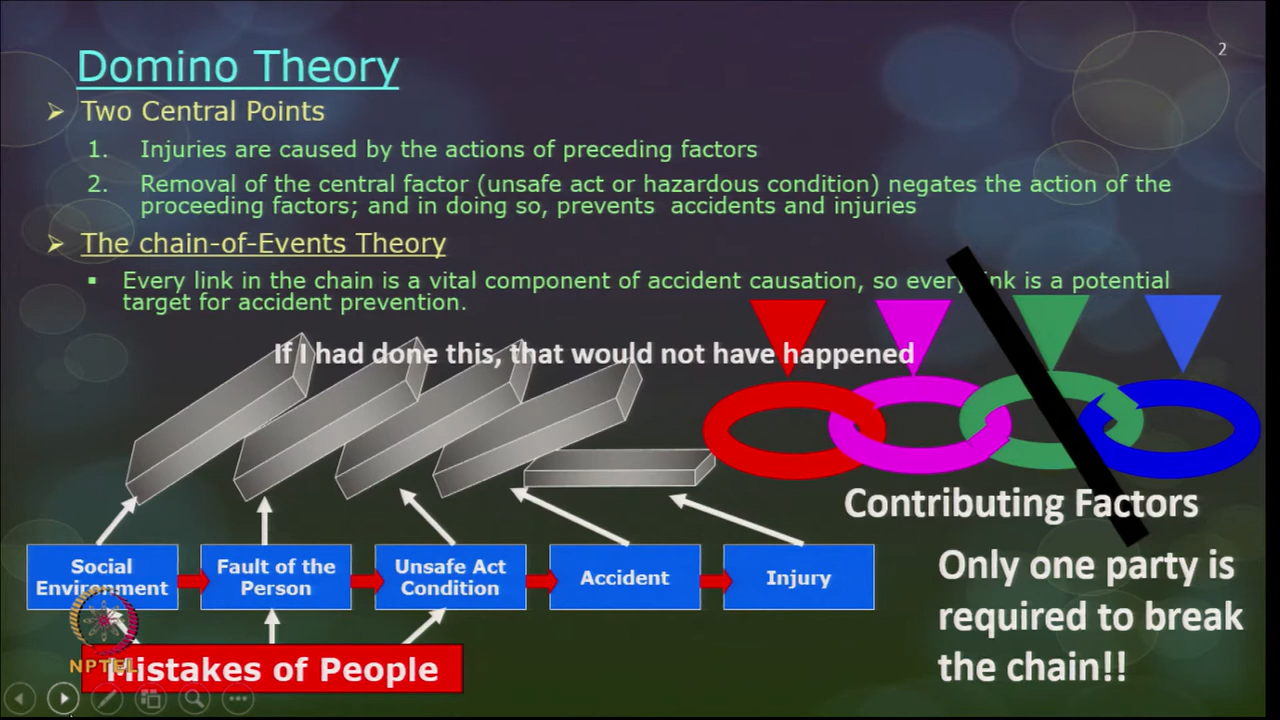 2
Domino Theory
Two Central Points
1. Injuries are caused by the actions of preceding factors
2. Removal of the central factor (unsafe act or hazardous condition) negates the action of the
proceeding factors; and in doing so, prevents accidents and injuries
The chain-of-Events Theory
Every link in the chain is a vital component of accident causation, so every link is a potential
target for accident prevention.
If I had done this, that would not have happened
Contributing Factors
Only one party is
required to break
the chain!!
Social
Environment
Fault of the
Person
Unsafe Act
Condition
Accident
Injury
Mistakes of People
NPTEL